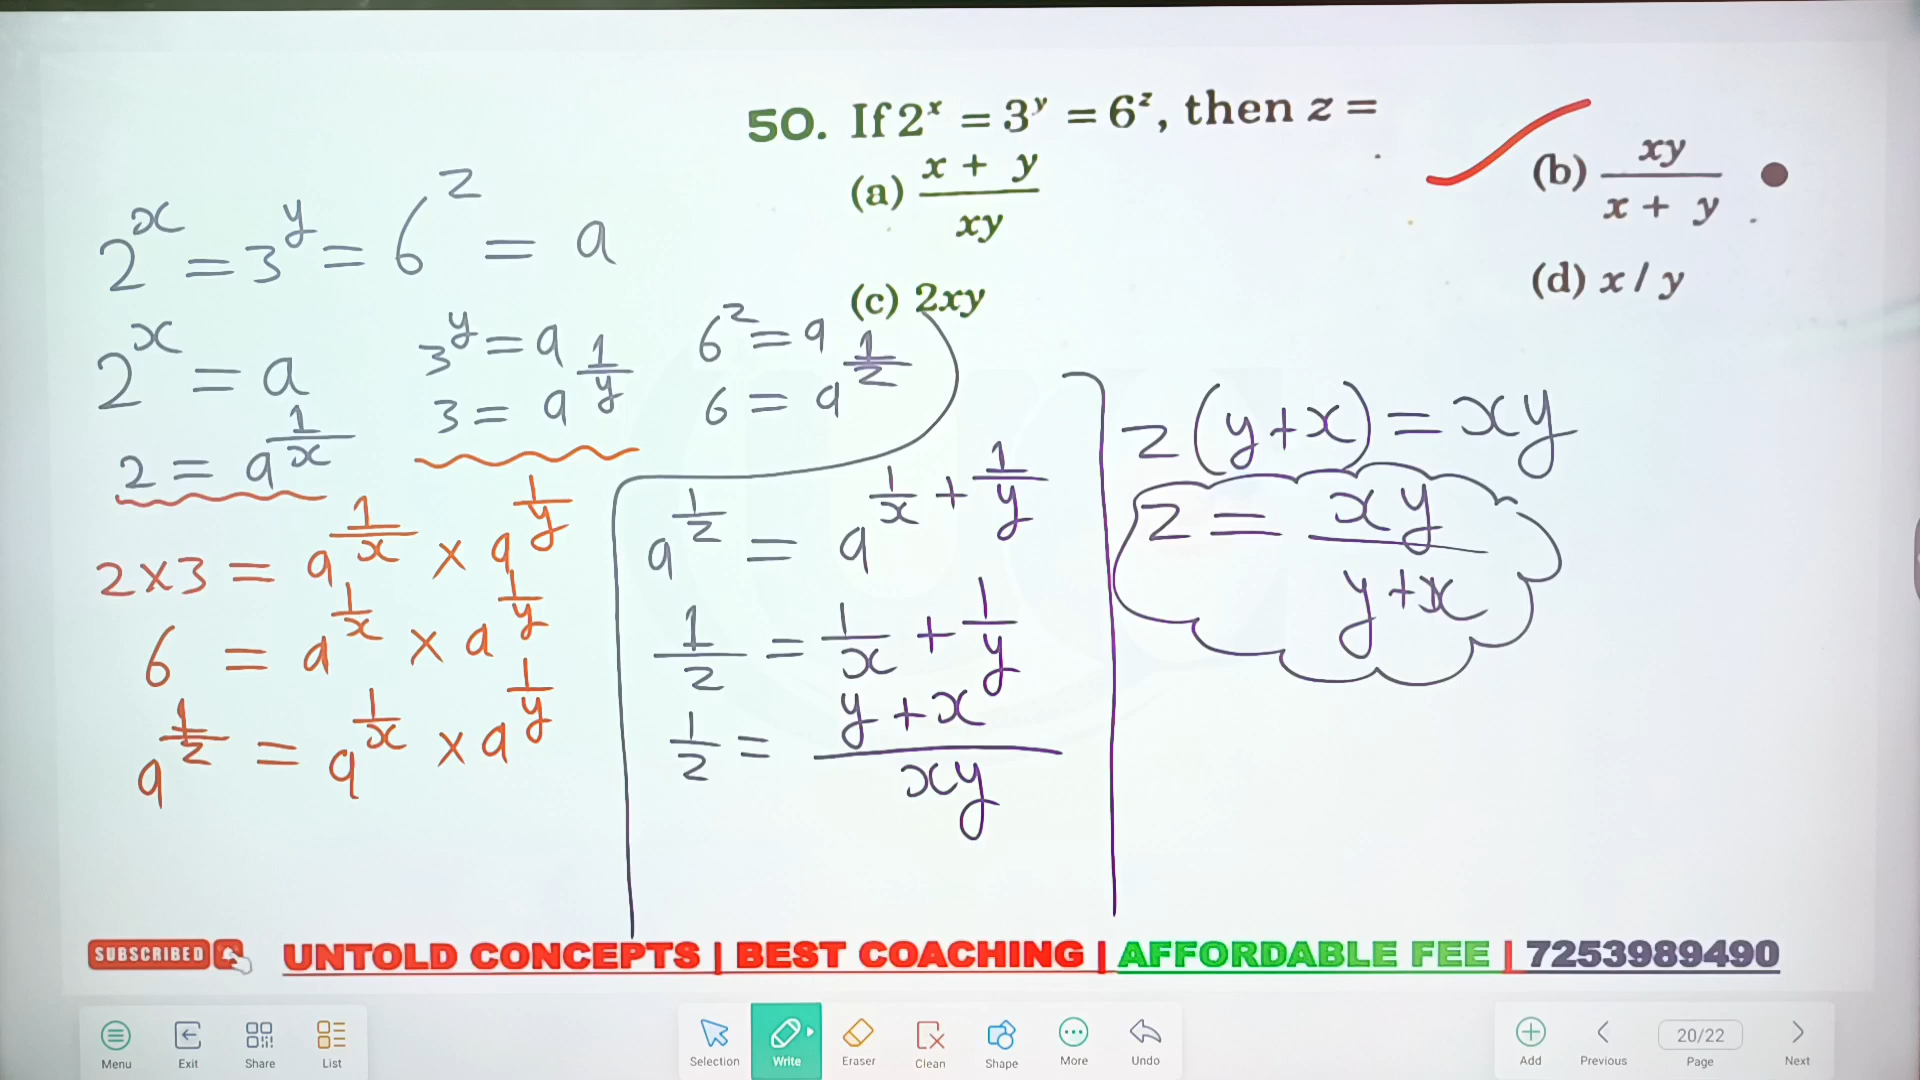 50. If 2ˣ = 3ʸ = 6ᶻ, then z =
(a) x + y / xy
(b) xy / x + y
(c) 2xy
(d) x / y
2ˣ = 3ʸ = 6ᶻ = a
2ˣ = a
2 = a^(1/x)
3ʸ = a
3 = a^(1/y)
6ᶻ = a
6 = a^(1/z)
2 × 3 = a^(1/x) × a^(1/y)
6 = a^(1/x) × a^(1/y)
a^(1/z) = a^(1/x) × a^(1/y)
a^(1/z) = a^(1/x + 1/y)
1/z = 1/x + 1/y
1/z = y + x / xy
z(y+x) = xy
z = xy / y+x
SUBSCRIBED
UNTOLD CONCEPTS | BEST COACHING | AFFORDABLE FEE | 7253989490
Menu
Exit
Share
List
Selection
Write
Eraser
Clean
Shape
More
Undo
Add
Previous
20/22
Page
Next